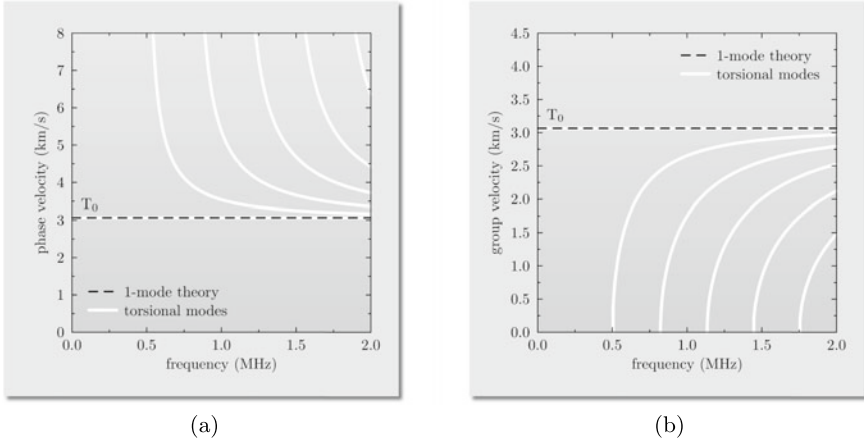 8
7
6
5
4
3
2
1
0
phase velocity (km/s)
T₀
1-mode theory
torsional modes
0.0 0.5 1.0 1.5 2.0
frequency (MHz)
(a)
4.5
4.0
3.5
3.0
2.5
2.0
1.5
1.0
0.5
0.0
group velocity (km/s)
1-mode theory
torsional modes
T₀
0.0 0.5 1.0 1.5 2.0
frequency (MHz)
(b)